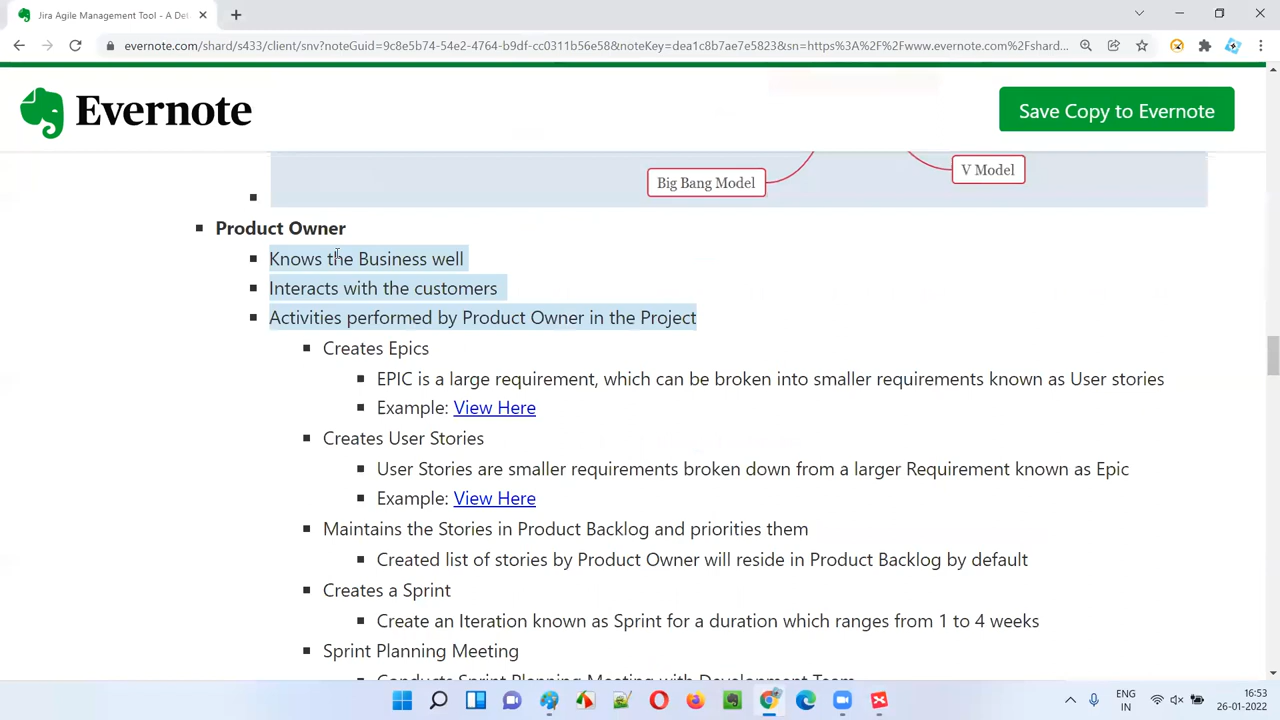 Jira Agile Management Tool - A Det
evernote.com/shard/s433/client/snv?noteGuid=9c8e5b74-54e2-4764-b9df-cc0311b56e58&noteKey=dea1c8b7ae7e5823&sn=https%3A%2F%2Fwww.evernote.com%2Fshard...
Evernote
Save Copy to Evernote
Big Bang Model
V Model
Product Owner
Knows the Business well
Interacts with the customers
Activities performed by Product Owner in the Project
Creates Epics
EPIC is a large requirement, which can be broken into smaller requirements known as User stories
Example: View Here
Creates User Stories
User Stories are smaller requirements broken down from a larger Requirement known as Epic
Example: View Here
Maintains the Stories in Product Backlog and priorities them
Created list of stories by Product Owner will reside in Product Backlog by default
Creates a Sprint
Create an Iteration known as Sprint for a duration which ranges from 1 to 4 weeks
Sprint Planning Meeting
Conducts Sprint Planning Meeting with Development Team
ENG
IN
16:53
26-01-2022